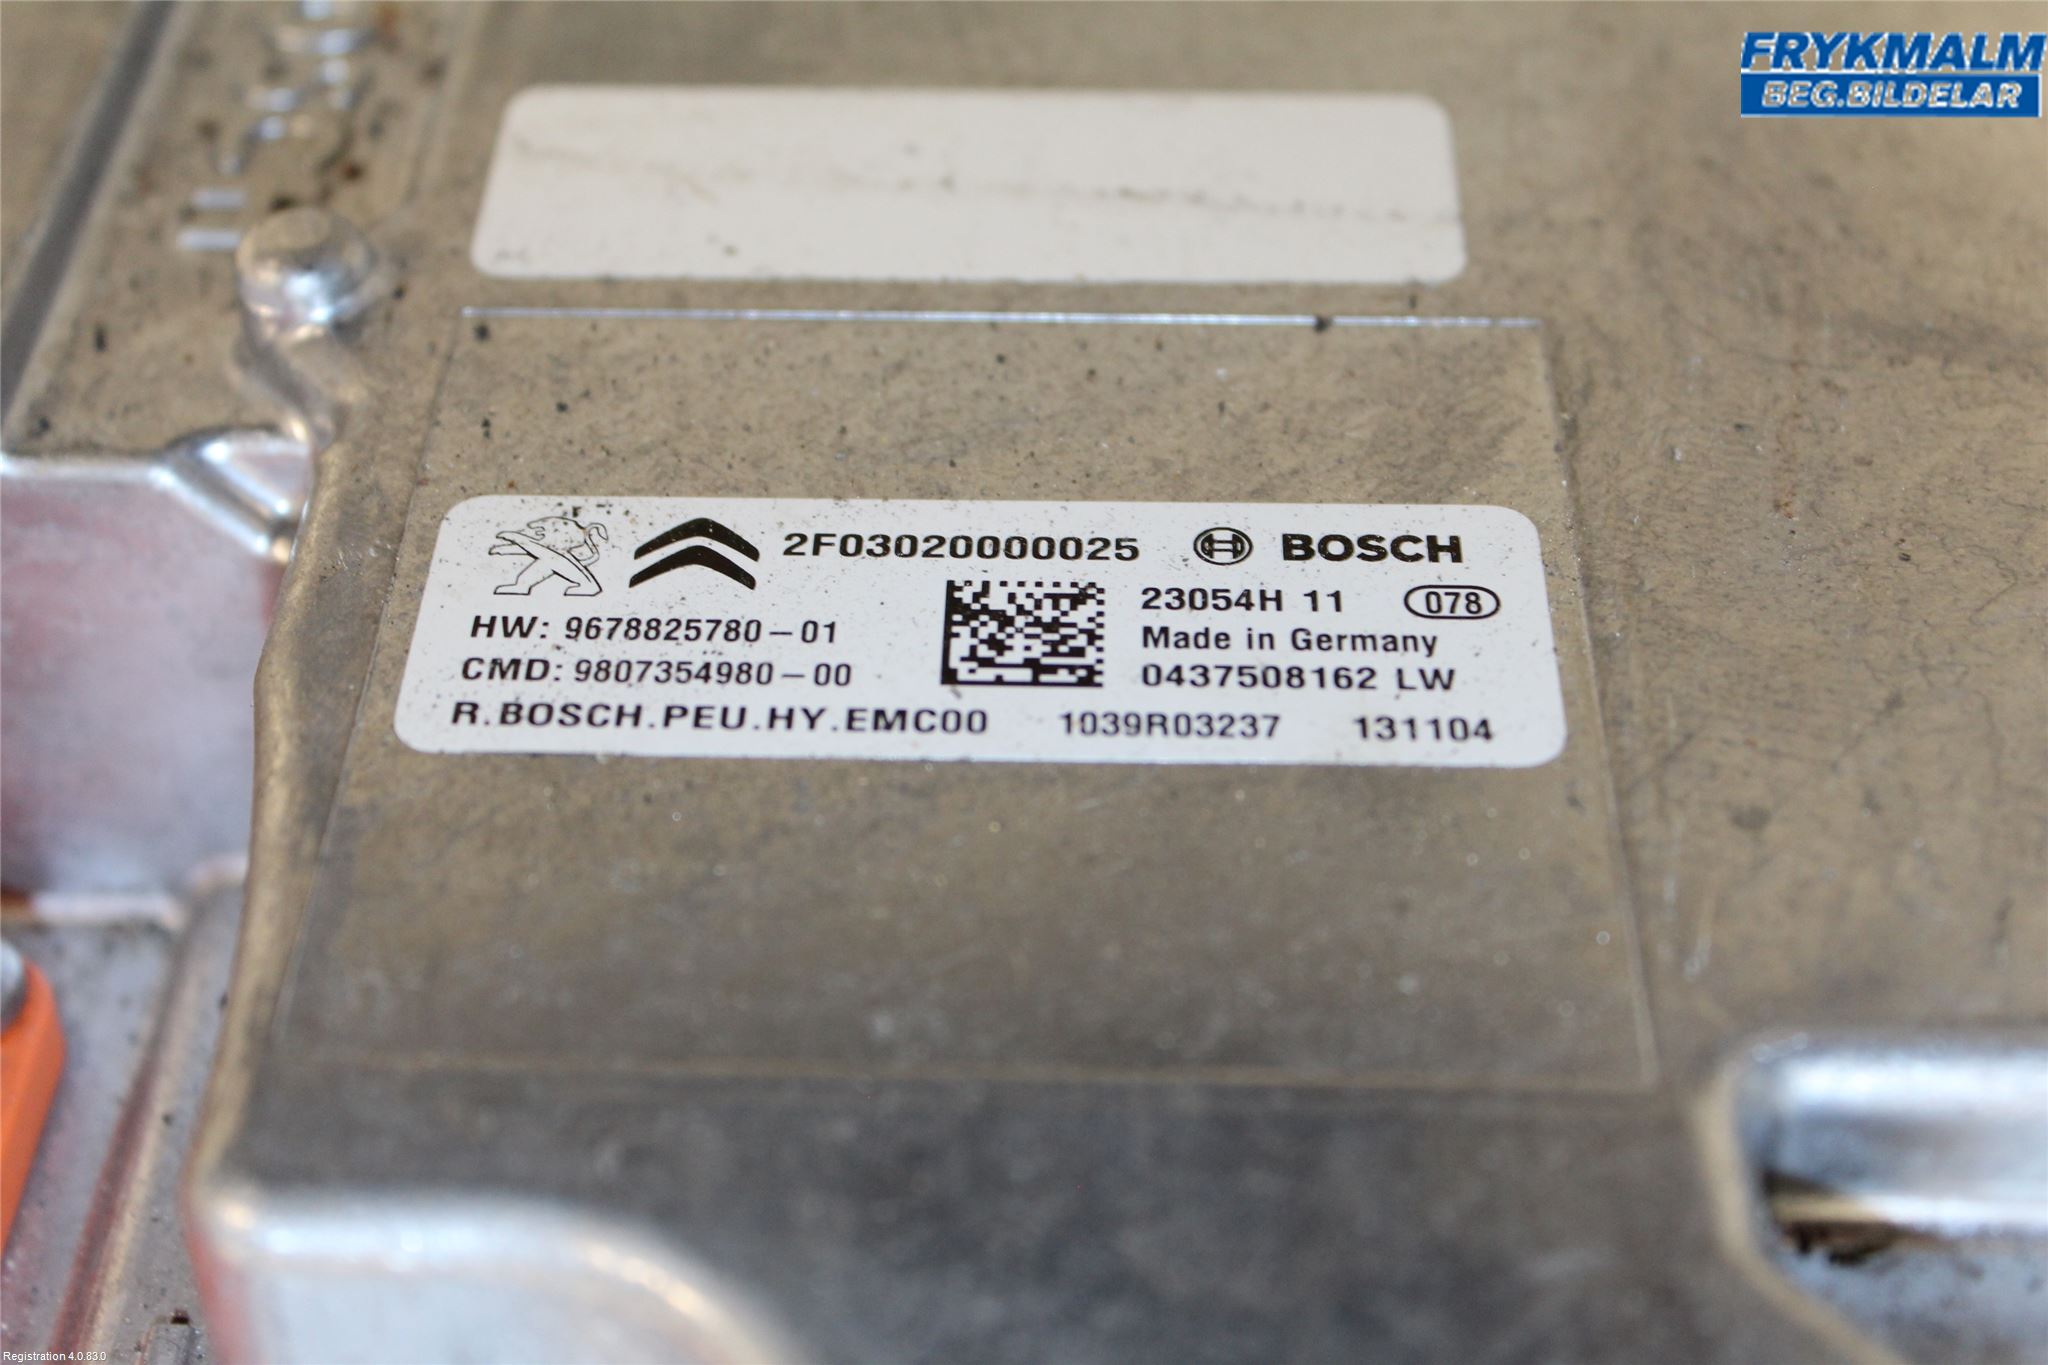 FRYKMALM
BEG.BILDELAR
2F03020000025 BOSCH
23054H 11 078
HW: 9678825780-01 Made in Germany
CMD: 9807354980-00 0437508162 LW
R.BOSCH.PEU.HY.EMC00 1039R03237 131104
Registration 4.0.83.0